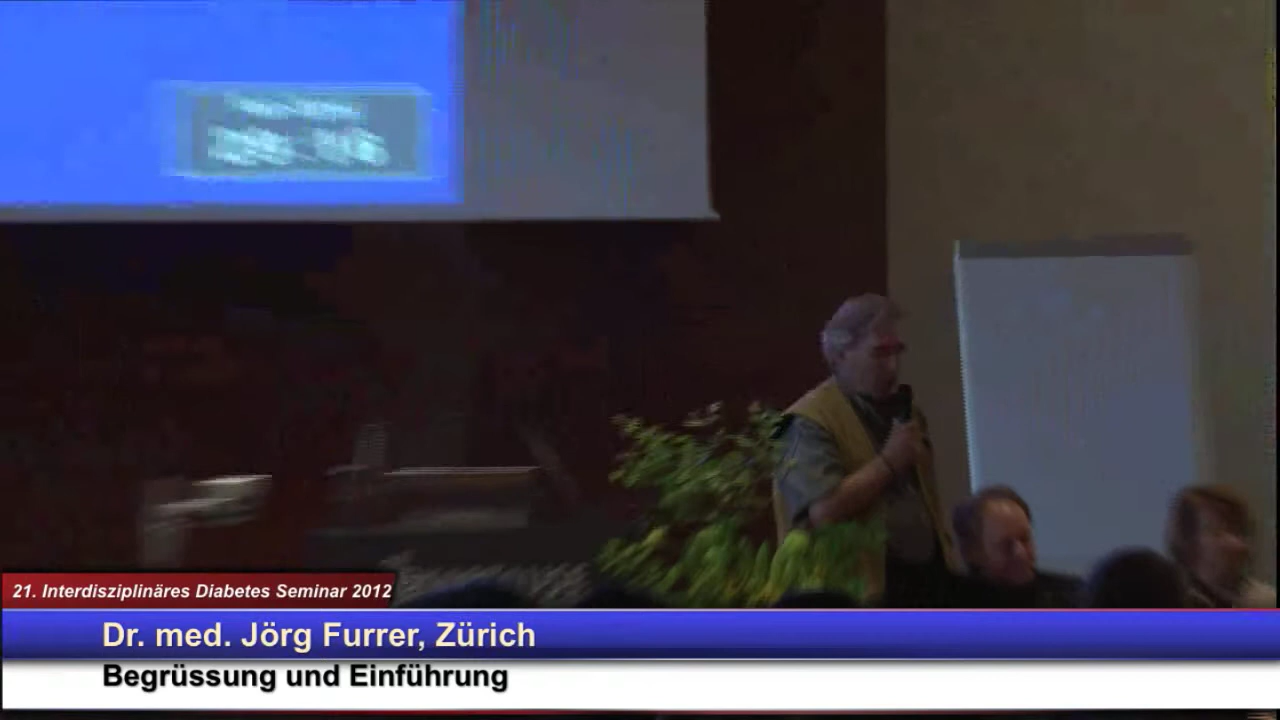 21. Interdisziplinäres Diabetes Seminar 2012
Dr. med. Jörg Furrer, Zürich
Begrüssung und Einführung